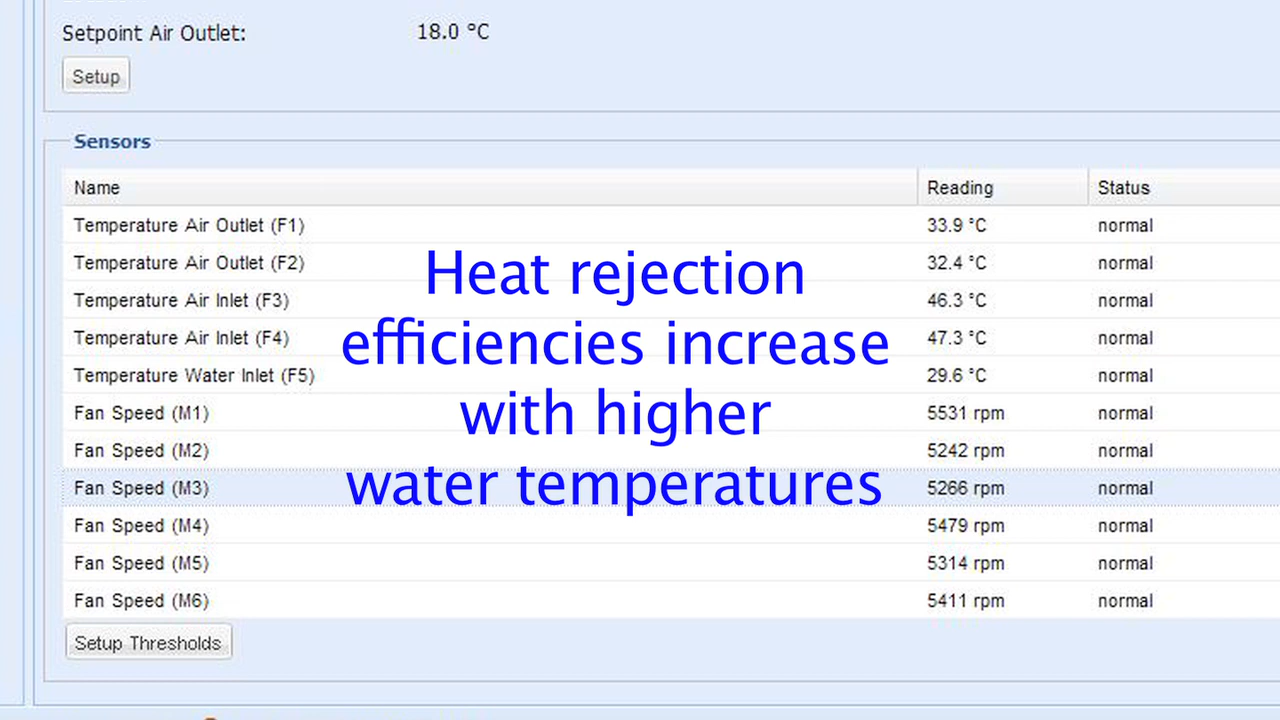 Setpoint Air Outlet: 18.0 °C
Setup
Sensors
Name Reading Status
Temperature Air Outlet (F1) 33.9 °C normal
Temperature Air Outlet (F2) 32.4 °C normal
Temperature Air Inlet (F3) 46.3 °C normal
Temperature Air Inlet (F4) 47.3 °C normal
Temperature Water Inlet (F5) 29.6 °C normal
Fan Speed (M1) 5531 rpm normal
Fan Speed (M2) 5242 rpm normal
Fan Speed (M3) 5266 rpm normal
Fan Speed (M4) 5479 rpm normal
Fan Speed (M5) 5314 rpm normal
Fan Speed (M6) 5411 rpm normal
Setup Thresholds
Heat rejection
efficiencies increase
with higher
water temperatures